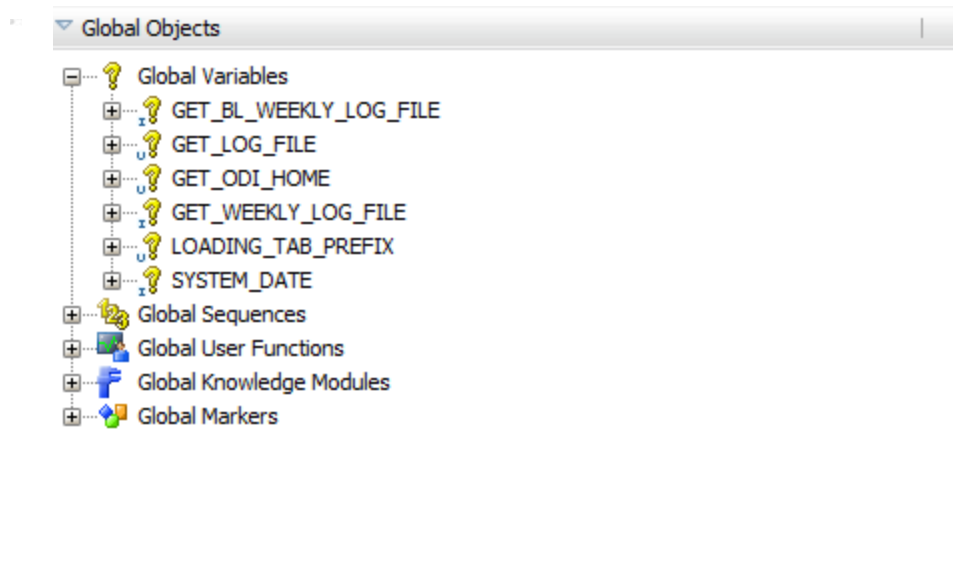 Global Objects
Global Variables
GET_BL_WEEKLY_LOG_FILE
GET_LOG_FILE
GET_ODI_HOME
GET_WEEKLY_LOG_FILE
LOADING_TAB_PREFIX
SYSTEM_DATE
Global Sequences
Global User Functions
Global Knowledge Modules
Global Markers